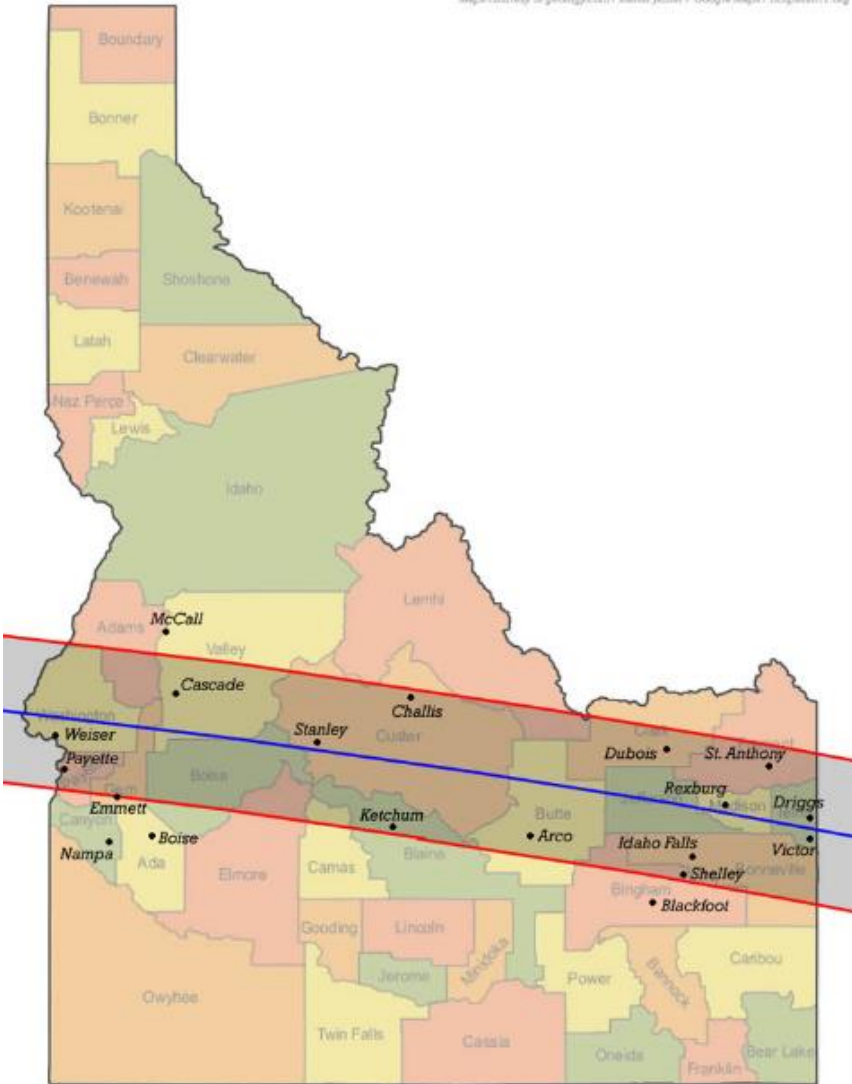 Boundary
Bonner
Kootenai
Benewah
Shoshone
Latah
Clearwater
Nez Perce
Lewis
Idaho
Lemhi
McCall
Adams
Valley
Cascade
Challis
Washington
Weiser
Stanley
Custer
Clark
Dubois
St. Anthony
Payette
Boise
Rexburg
Gem
Emmett
Madison
Driggs
Canyon
Ketchum
Butte
Nampa
Ada
Boise
Arco
Idaho Falls
Victor
Blaine
Elmore
Camas
Shelley
Bonneville
Bingham
Blackfoot
Gooding
Lincoln
Jerome
Minidoka
Owyhee
Power
Bannock
Caribou
Twin Falls
Cassia
Oneida
Franklin
Bear Lake